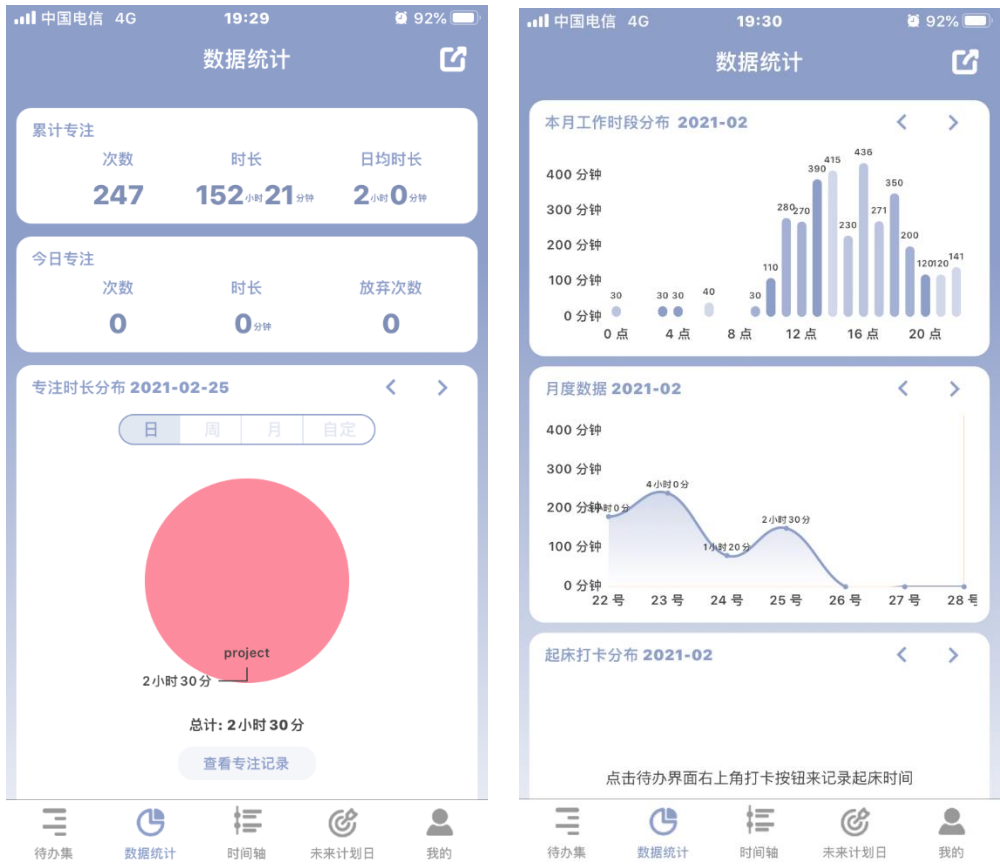 中国电信 4G 19:29 92%
数据统计
累计专注
次数 时长 日均时长
247 152小时21分钟 2小时0分钟
今日专注
次数 时长 放弃次数
0 0分钟 0
专注时长分布 2021-02-25
日 周 月 自定
project
2小时30分
总计: 2小时30分
查看专注记录
待办集 数据统计 时间轴 未来计划日 我的
中国电信 4G 19:30 92%
数据统计
本月工作时段分布 2021-02
436
415
400 分钟 390
350
300 分钟
280 270 271
230
200 分钟 200
141
120 120
110
100 分钟
30 30 30 40 30
0 分钟
0 点 4 点 8 点 12 点 16 点 20 点
月度数据 2021-02
400 分钟
300 分钟
4小时0分
200 分钟 3小时0分
2小时30分
100 分钟 1小时20分
0 分钟
22 号 23 号 24 号 25 号 26 号 27 号 28 号
起床打卡分布 2021-02
点击待办界面右上角打卡按钮来记录起床时间
待办集 数据统计 时间轴 未来计划日 我的